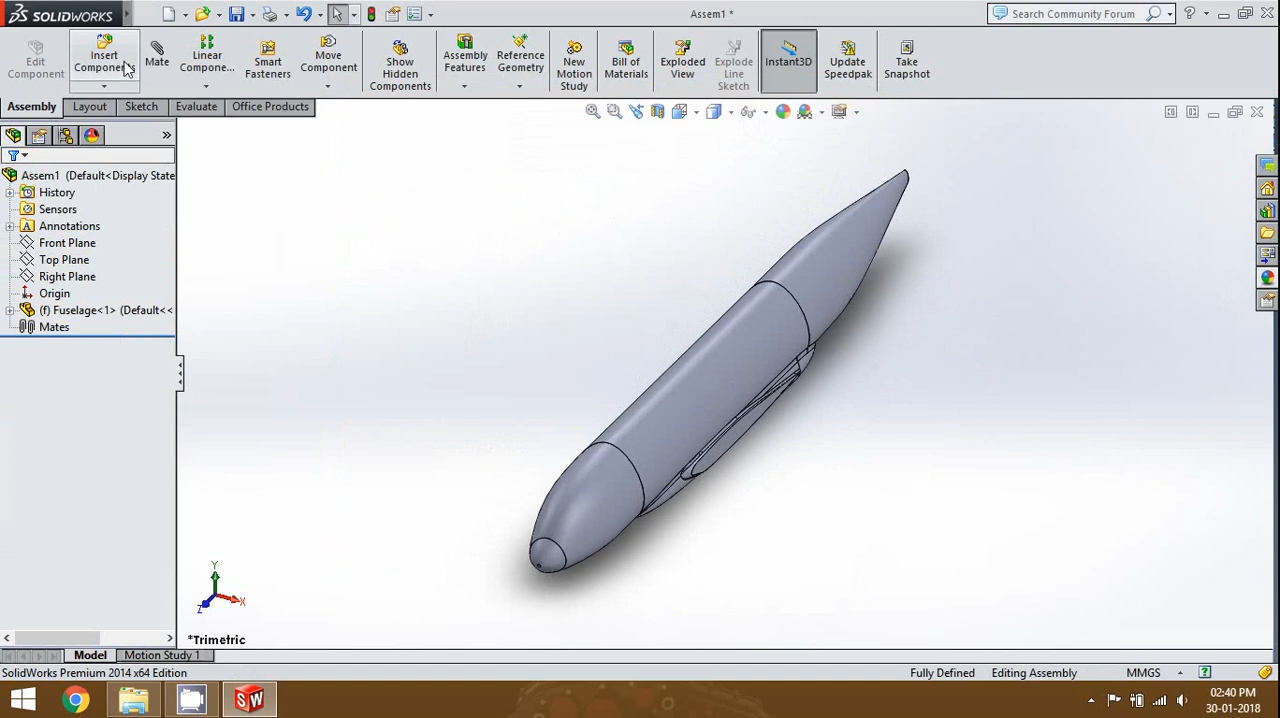 SOLIDWORKS
Assem1 *
Search Community Forum
Edit
Component
Insert
Components
Mate
Linear
Compone...
Smart
Fasteners
Move
Component
Show
Hidden
Components
Assembly
Features
Reference
Geometry
New
Motion
Study
Bill of
Materials
Exploded
View
Explode
Line
Sketch
Instant3D
Update
Speedpak
Take
Snapshot
Assembly
Layout
Sketch
Evaluate
Office Products
Assem1 (Default<Display State
History
Sensors
A Annotations
Front Plane
Top Plane
Right Plane
Origin
(f) Fuselage<1> (Default<<
Mates
Y
X
Z
*Trimetric
Model
Motion Study 1
SolidWorks Premium 2014 x64 Edition
Fully Defined
Editing Assembly
MMGS
SW
02:40 PM
30-01-2018